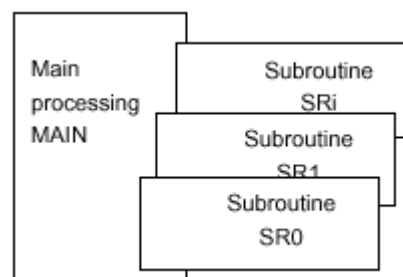 Main
processing
MAIN
Subroutine
SRi
Subroutine
SR1
Subroutine
SR0